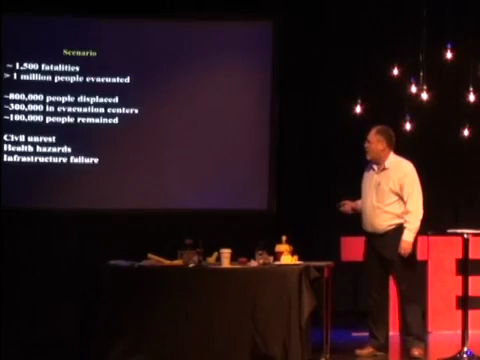 Scenario
~ 1,500 fatalities
> 1 million people evacuated
~800,000 people displaced
~300,000 in evacuation centers
~100,000 people remained
Civil unrest
Health hazards
Infrastructure failure
TE